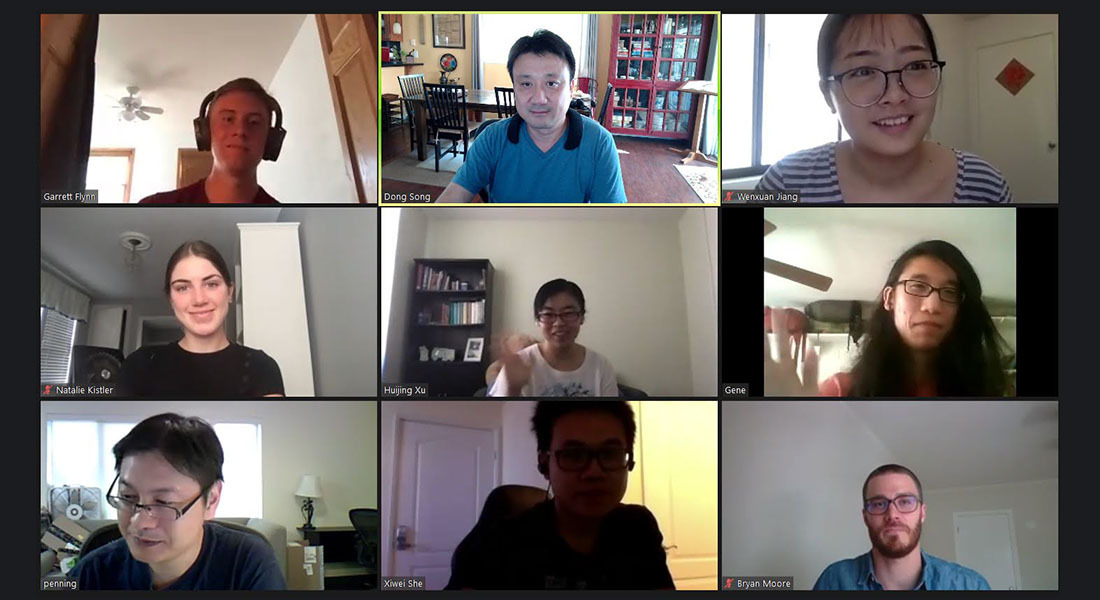 Garrett Flynn
Dong Song
Wenxuan Jiang
Natalie Kistler
Huijing Xu
Gene
penning
Xiwei She
Bryan Moore